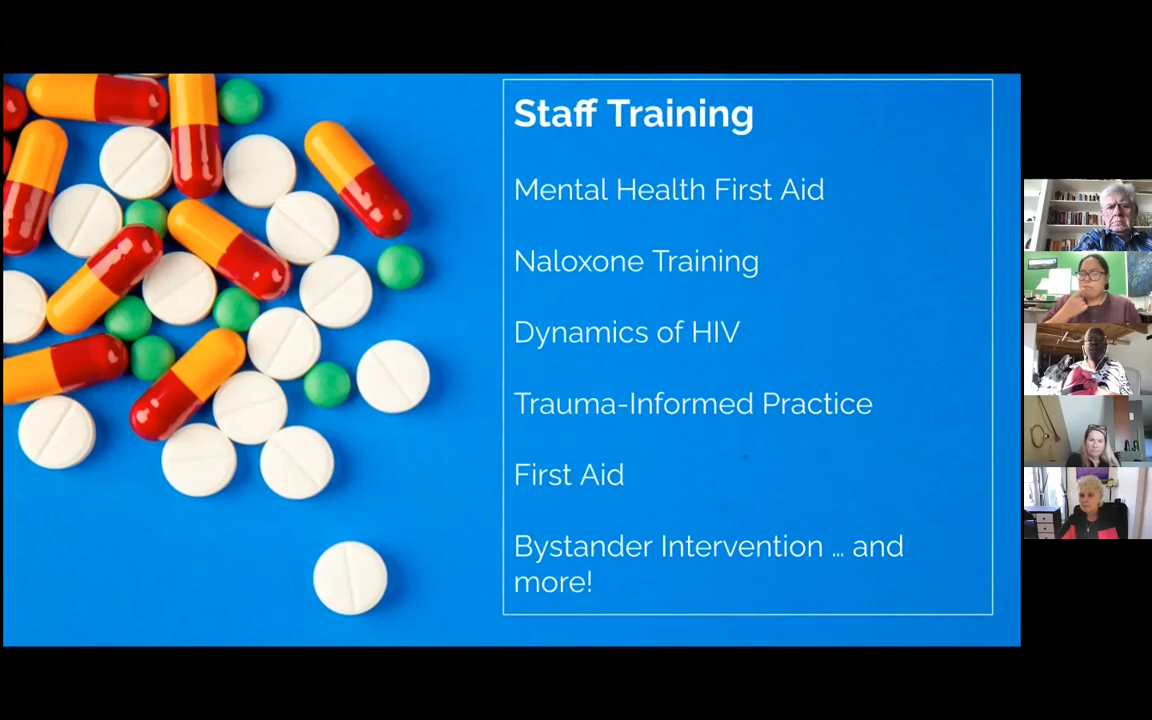 Staff Training
Mental Health First Aid
Naloxone Training
Dynamics of HIV
Trauma-Informed Practice
First Aid
Bystander Intervention ... and
more!